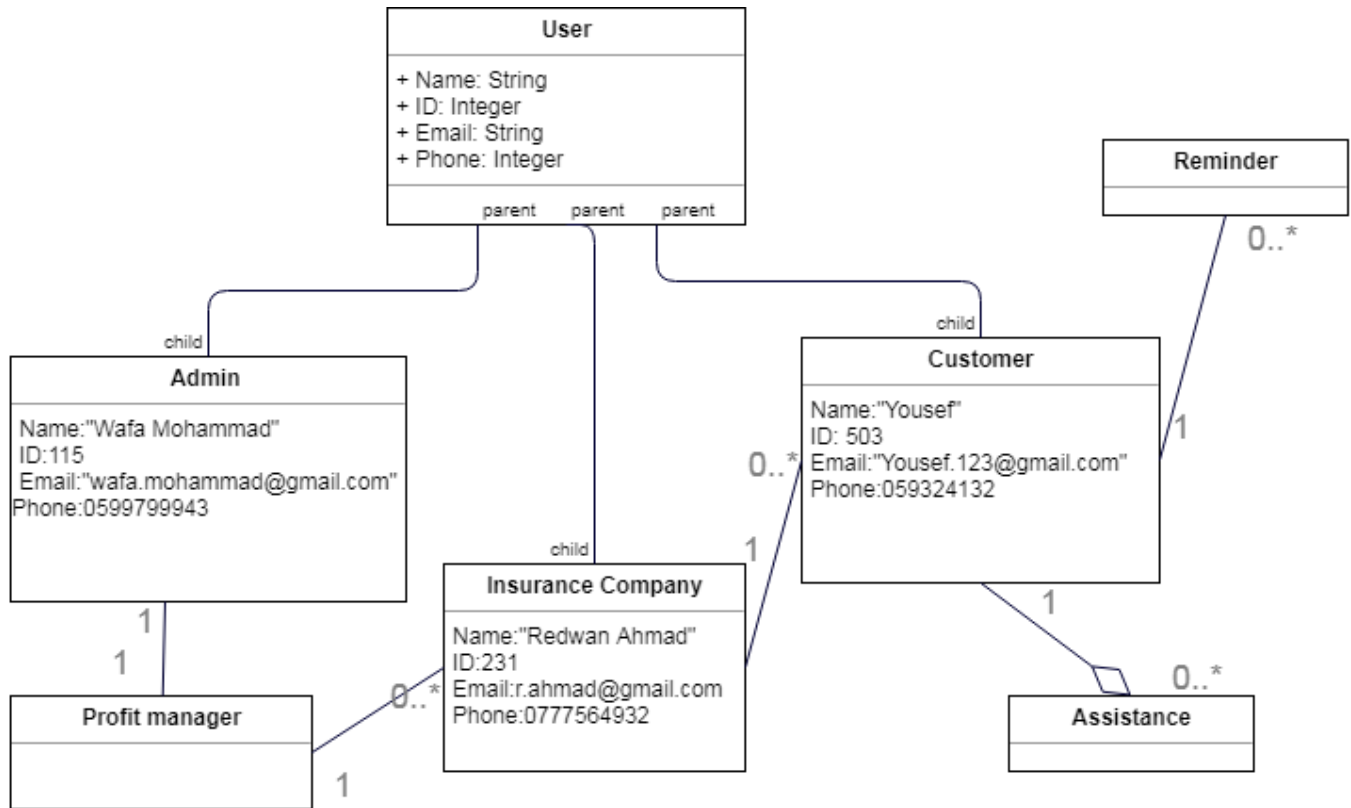 User
+ Name: String
+ ID: Integer
+ Email: String
+ Phone: Integer
parent parent parent
Reminder
0..*
child
Admin
Name:"Wafa Mohammad"
ID:115
Email:"wafa.mohammad@gmail.com"
Phone:0599799943
child
Customer
Name:"Yousef"
ID: 503
Email:"Yousef.123@gmail.com"
Phone:059324132
1
0..*
1
child
Insurance Company
Name:"Redwan Ahmad"
ID:231
Email:r.ahmad@gmail.com
Phone:0777564932
1
1
0..*
1
Profit manager
1
0..*
Assistance